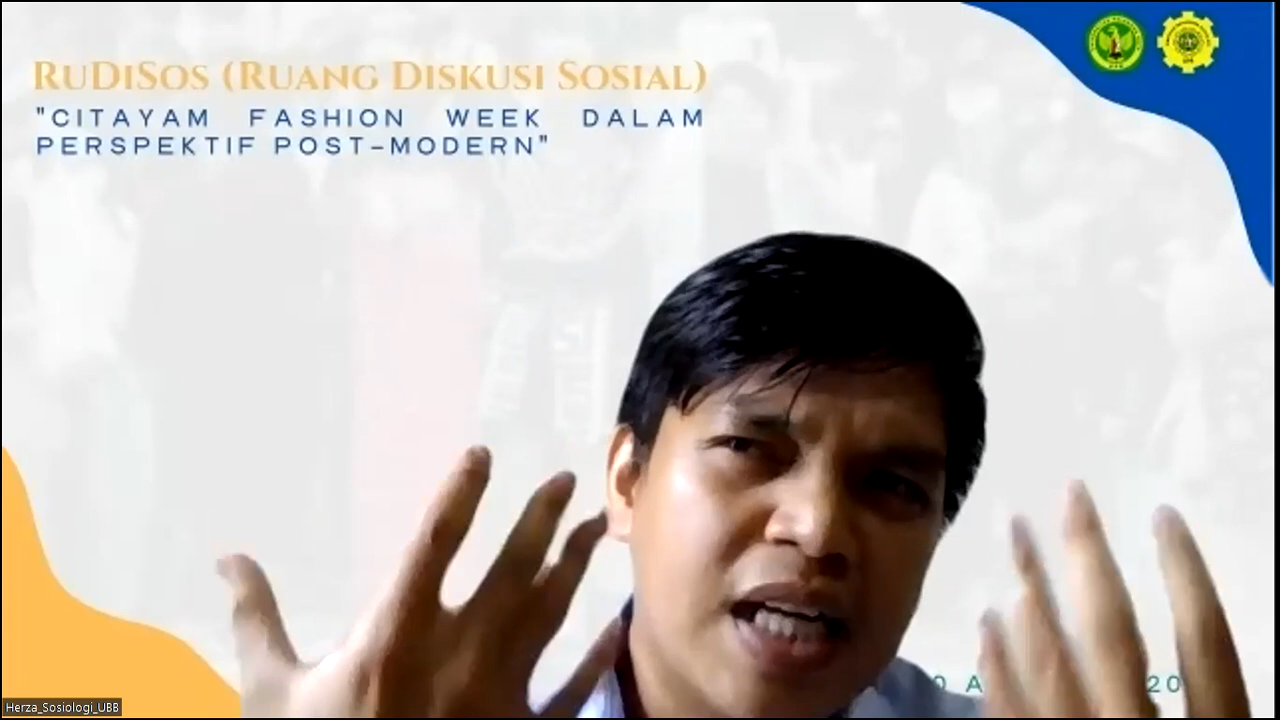 RuDiSos (Ruang Diskusi Sosial)
"CITAYAM FASHION WEEK DALAM
PERSPEKTIF POST-MODERN"
Herza_Sosiologi_UBB